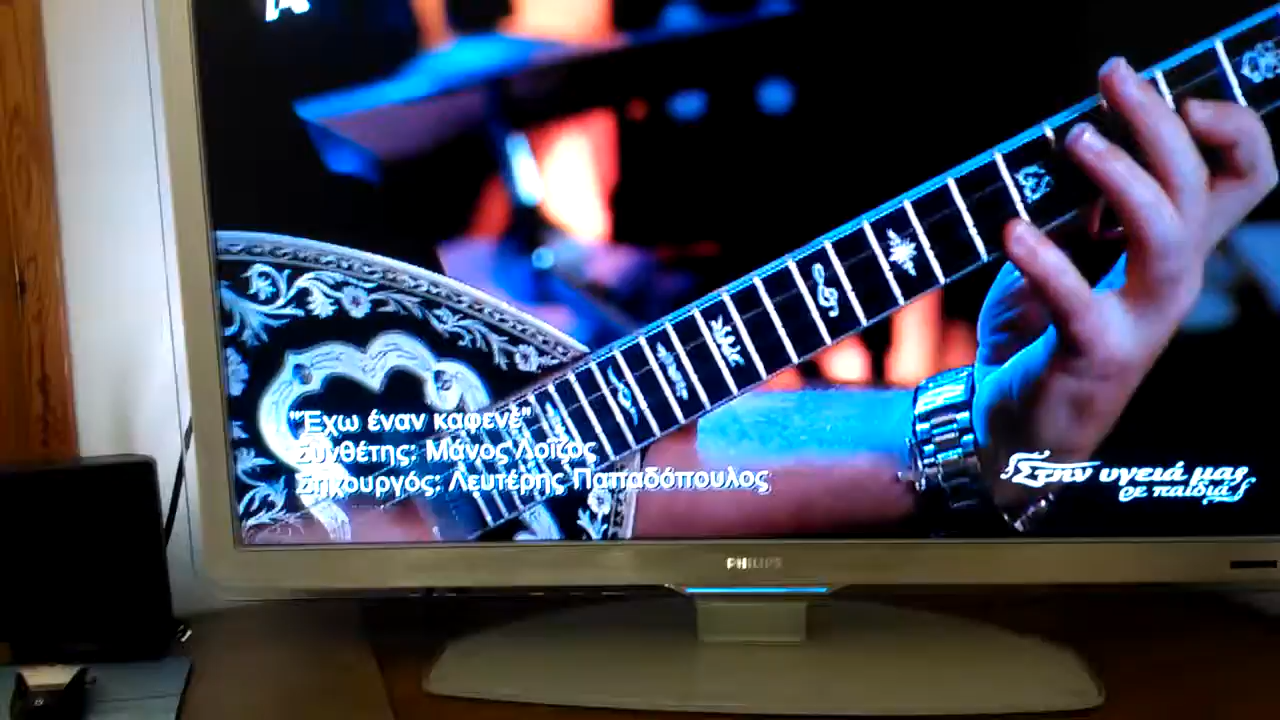 "Έχω έναν καφενέ"
Συνθέτης: Μάνος Λοΐζος
Στιχουργός: Λευτέρης Παπαδόπουλος
Στην υγειά μας
ρε παιδιά
PHILIPS